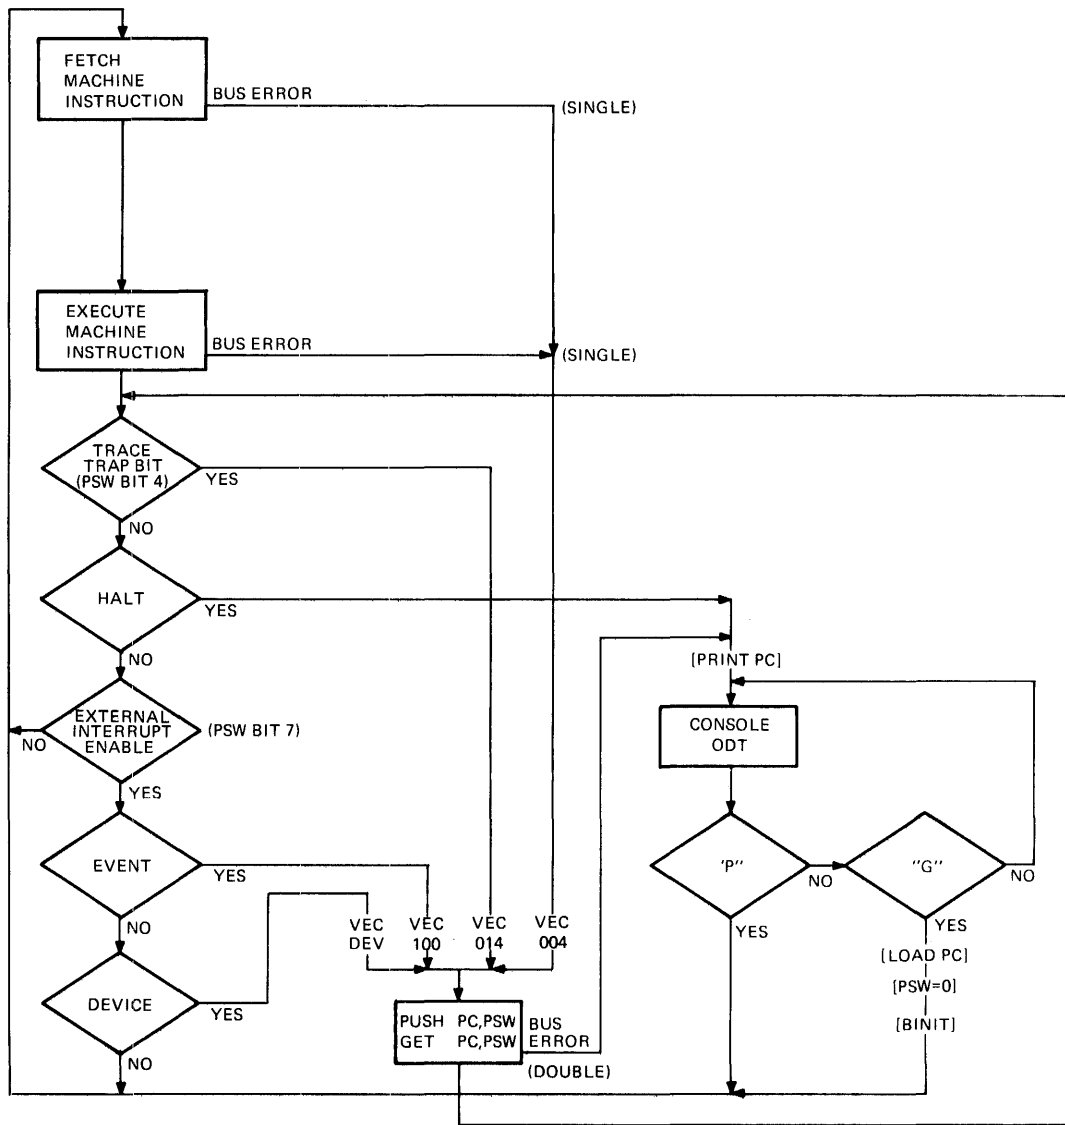 FETCH
MACHINE
INSTRUCTION
BUS ERROR
(SINGLE)
EXECUTE
MACHINE
INSTRUCTION
BUS ERROR
(SINGLE)
TRACE
TRAP BIT
(PSW BIT 4)
YES
NO
HALT
YES
NO
EXTERNAL
INTERRUPT
ENABLE
(PSW BIT 7)
NO
YES
EVENT
YES
NO
DEVICE
YES
NO
VEC
DEV
VEC
100
VEC
014
VEC
004
PUSH PC,PSW
GET PC,PSW
BUS
ERROR
(DOUBLE)
[PRINT PC]
CONSOLE
ODT
'P"
NO
YES
"G"
NO
YES
[LOAD PC]
[PSW=0]
[BINIT]